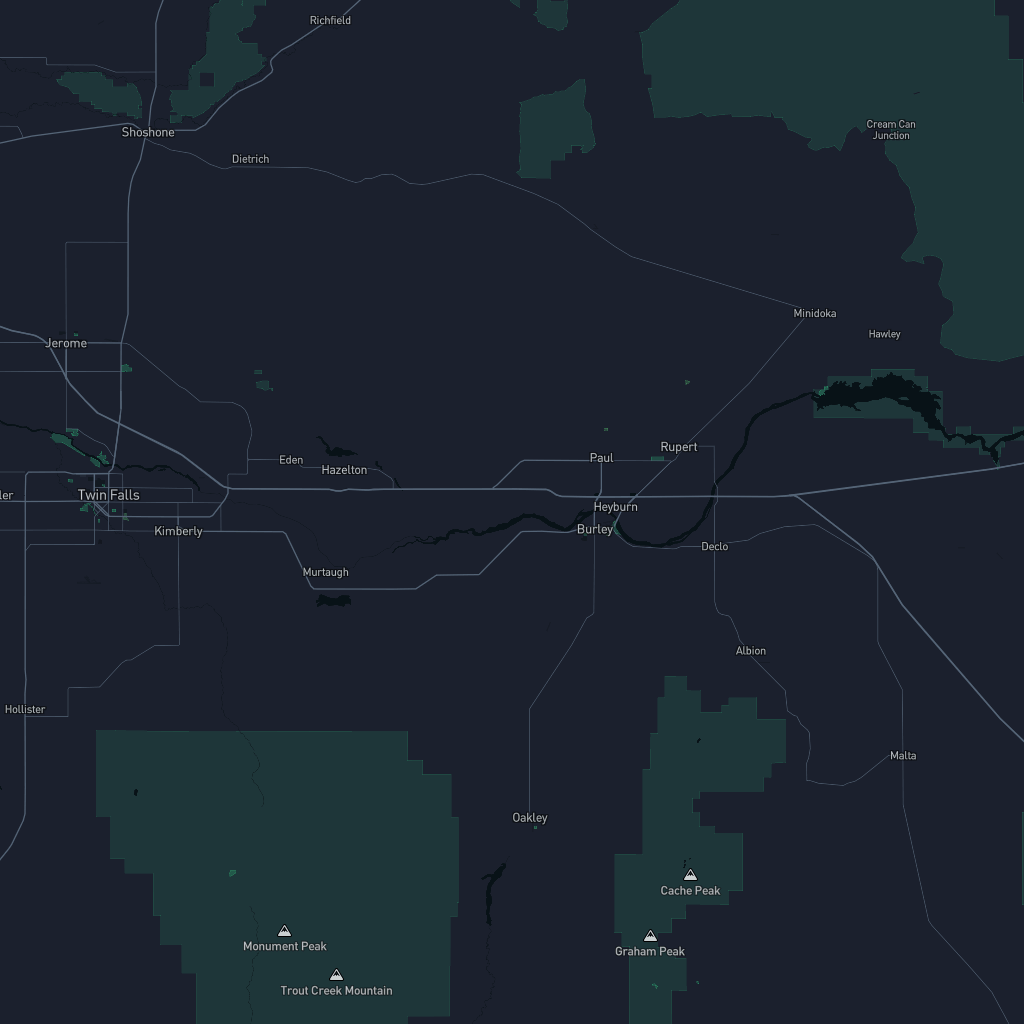 Richfield
Cream Can
Junction
Shoshone
Dietrich
Minidoka
Hawley
Jerome
Rupert
Paul
Eden
Hazelton
ler
Twin Falls
Heyburn
Kimberly
Burley
Declo
Murtaugh
Albion
Hollister
Malta
Oakley
Cache Peak
Monument Peak
Graham Peak
Trout Creek Mountain